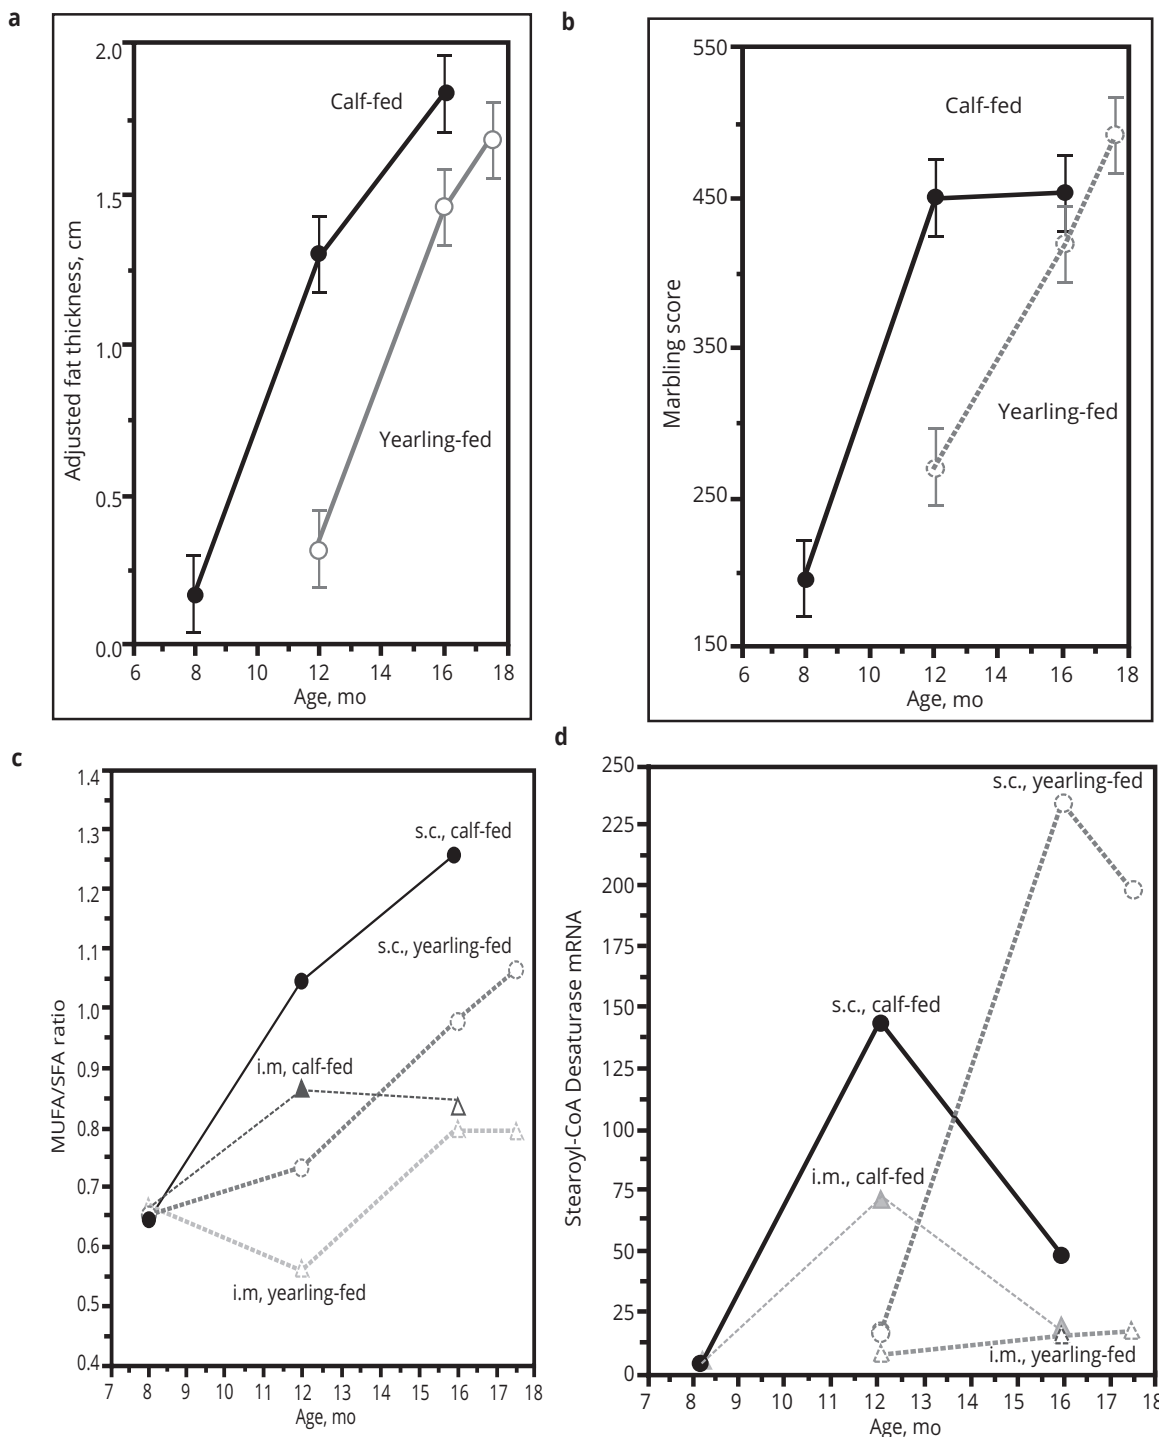 a
2.0
Calf-fed
1.5
1.0
Yearling-fed
0.5
0.0
Adjusted fat thickness, cm
6 8 10 12 14 16 18
Age, mo
b
550
Calf-fed
450
350
Yearling-fed
250
150
Marbling score
6 8 10 12 14 16 18
Age, mo
c
1.4
1.3
s.c., calf-fed
1.2
s.c., yearling-fed
1.1
1.0
i.m, calf-fed
0.9
0.8
0.7
0.6
i.m, yearling-fed
0.5
0.4
MUFA/SFA ratio
7 8 9 10 11 12 13 14 15 16 17 18
Age, mo
d
250
s.c., yearling-fed
225
200
175
150
s.c., calf-fed
125
100
i.m., calf-fed
75
50
25
i.m., yearling-fed
0
Stearoyl-CoA Desaturase mRNA
7 8 9 10 11 12 13 14 15 16 17 18
Age, mo